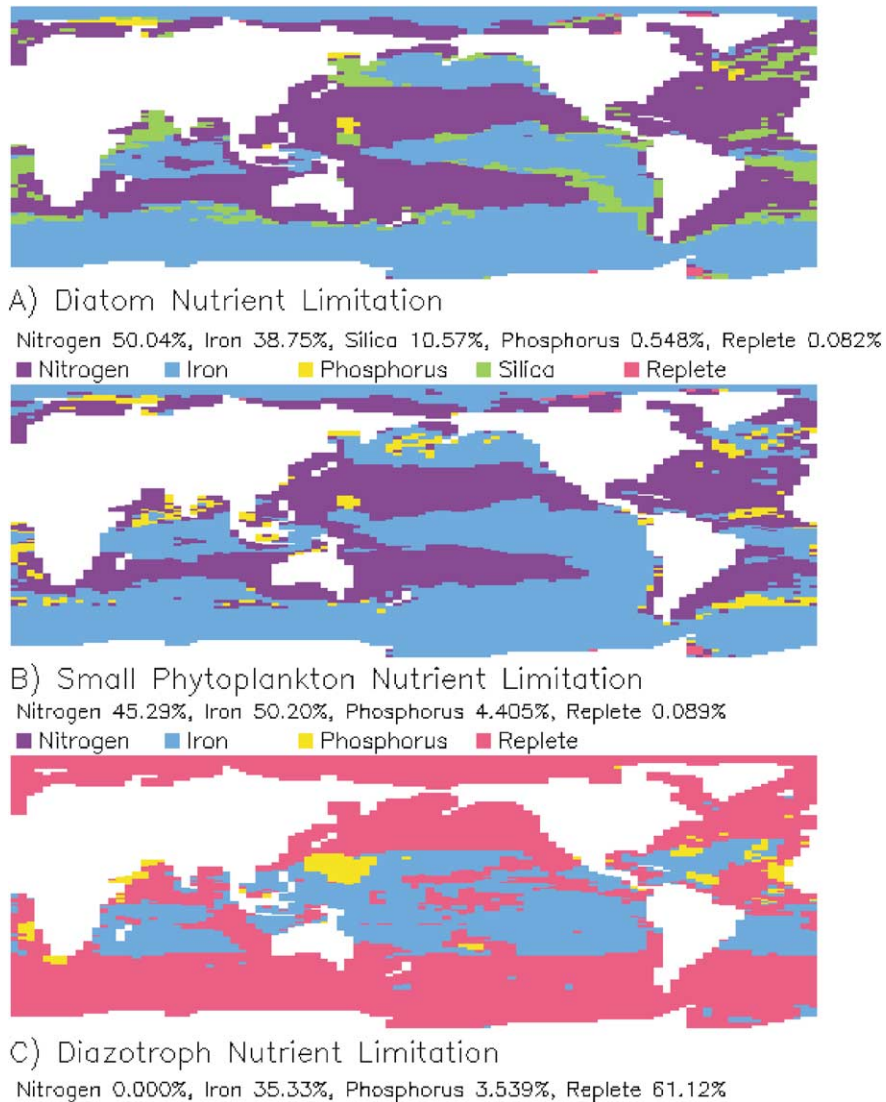 A) Diatom Nutrient Limitation
Nitrogen 50.04%, Iron 38.75%, Silica 10.57%, Phosphorus 0.548%, Replete 0.082%
Nitrogen Iron Phosphorus Silica Replete
B) Small Phytoplankton Nutrient Limitation
Nitrogen 45.29%, Iron 50.20%, Phosphorus 4.405%, Replete 0.089%
Nitrogen Iron Phosphorus Replete
C) Diazotroph Nutrient Limitation
Nitrogen 0.000%, Iron 35.33%, Phosphorus 3.539%, Replete 61.12%